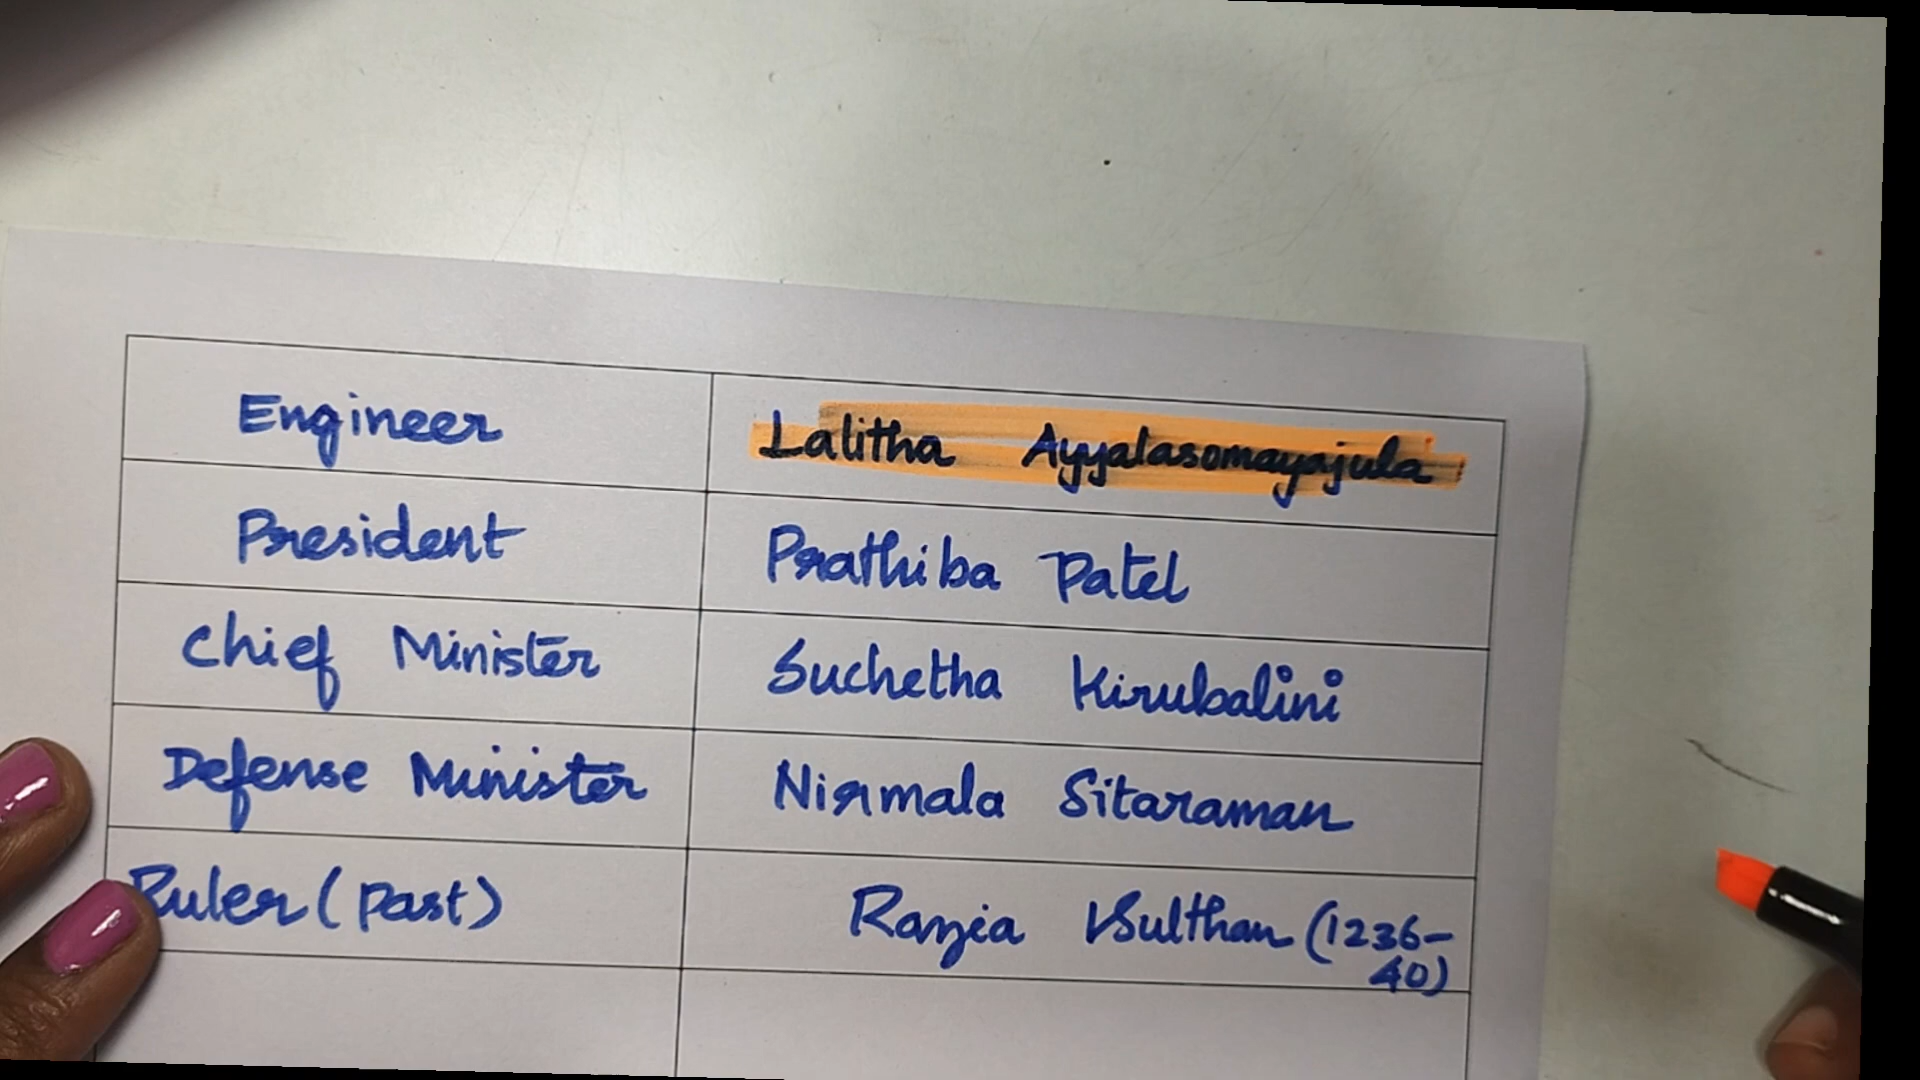 Engineer Lalitha Ayyalasomayajula
President Prathiba Patel
Chief Minister Suchetha Kirubalini
Defense Minister Nirmala Sitaraman
Ruler (Past) Razia Sulthan (1236-
40)